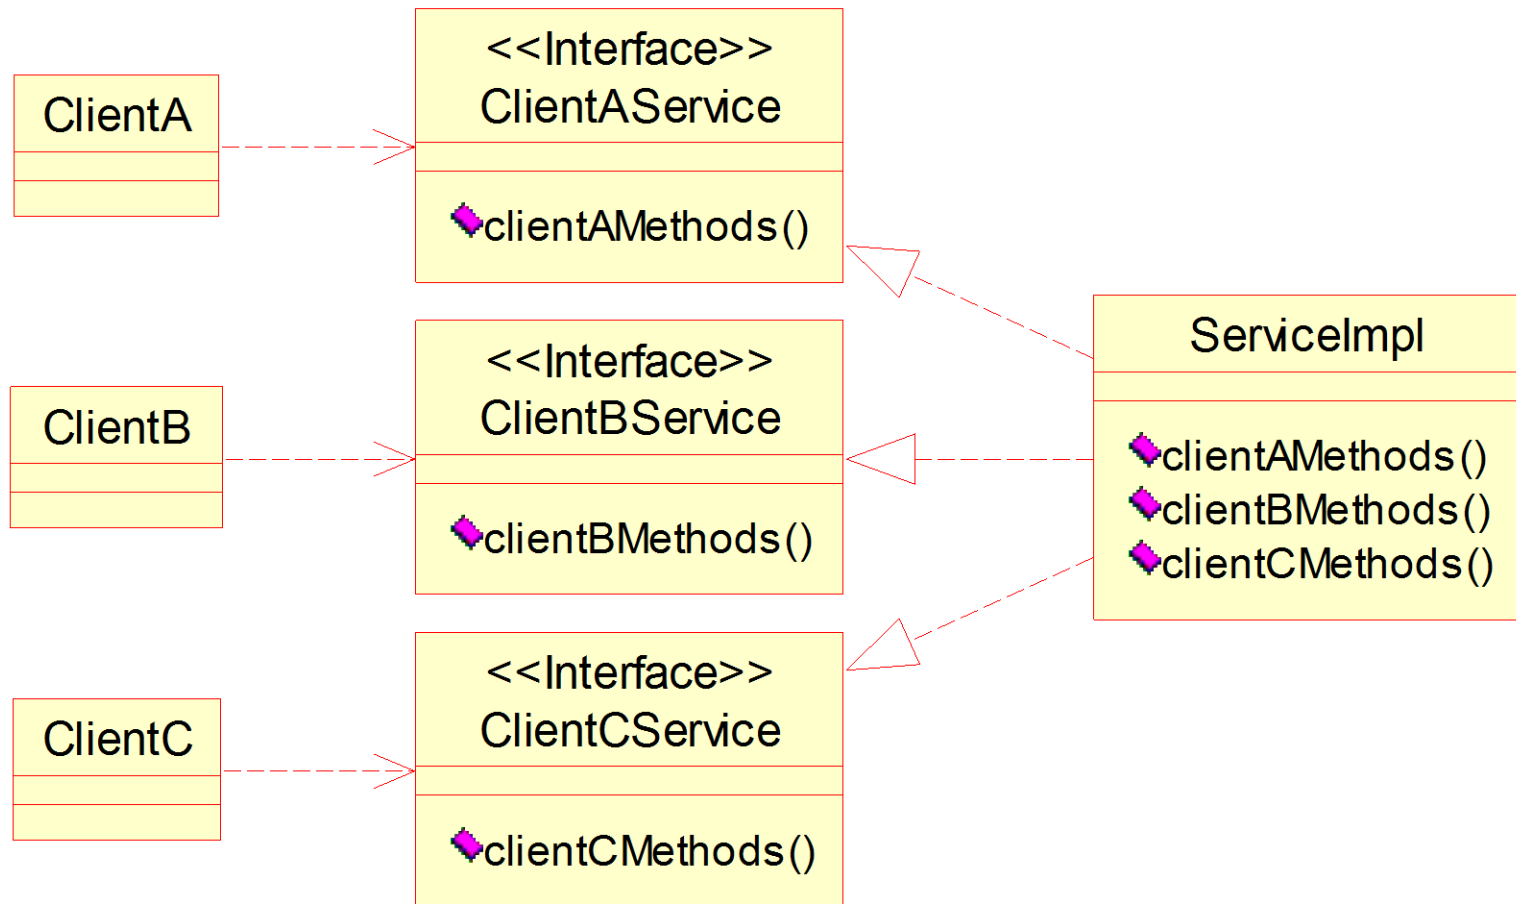 ClientA
<<Interface>>
ClientAService
clientAMethods()
ClientB
<<Interface>>
ClientBService
clientBMethods()
ClientC
<<Interface>>
ClientCService
clientCMethods()
ServiceImpl
clientAMethods()
clientBMethods()
clientCMethods()